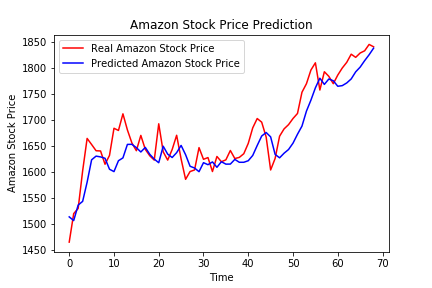 Amazon Stock Price Prediction
Real Amazon Stock Price
Predicted Amazon Stock Price
Amazon Stock Price
1850
1800
1750
1700
1650
1600
1550
1500
1450
0 10 20 30 40 50 60 70
Time